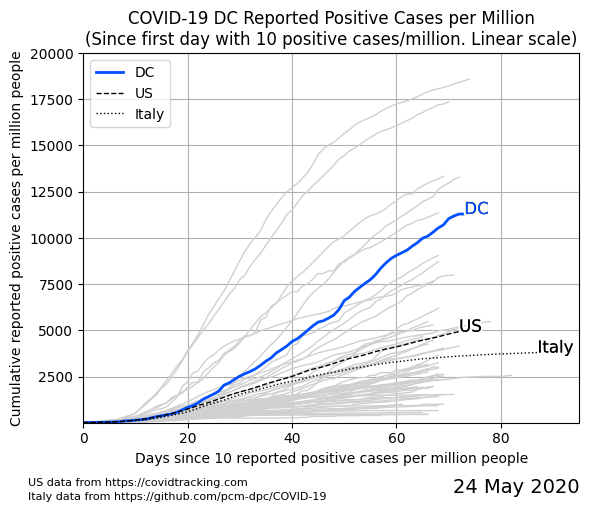 COVID-19 DC Reported Positive Cases per Million
(Since first day with 10 positive cases/million. Linear scale)
Cumulative reported positive cases per million people
20000
17500
15000
12500
10000
7500
5000
2500
DC
US
Italy
DC
US
Italy
0 20 40 60 80
Days since 10 reported positive cases per million people
US data from https://covidtracking.com
Italy data from https://github.com/pcm-dpc/COVID-19
24 May 2020